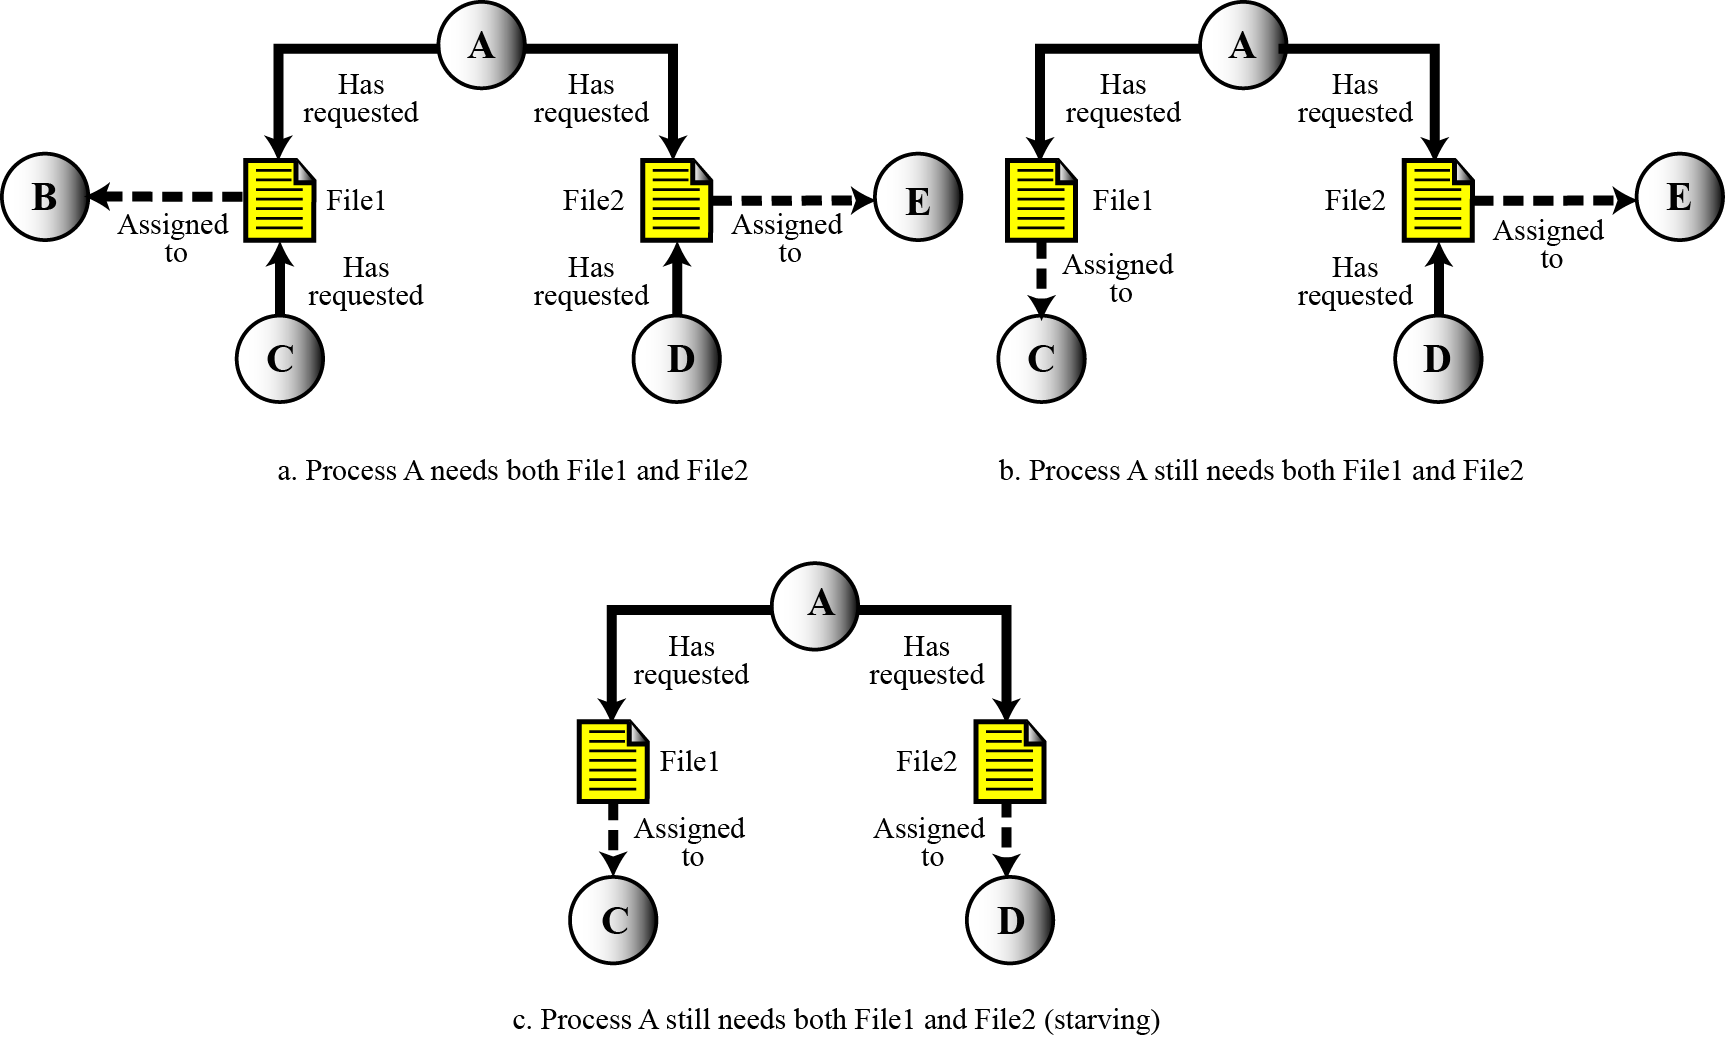 A
A
Has
requested
Has
requested
Has
requested
Has
requested
B
File1
File2
E
File1
File2
E
Assigned
to
Assigned
to
Assigned
to
Has
requested
Has
requested
Assigned
to
Has
requested
C
D
C
D
a. Process A needs both File1 and File2
b. Process A still needs both File1 and File2
A
Has
requested
Has
requested
File1
File2
Assigned
to
Assigned
to
C
D
c. Process A still needs both File1 and File2 (starving)